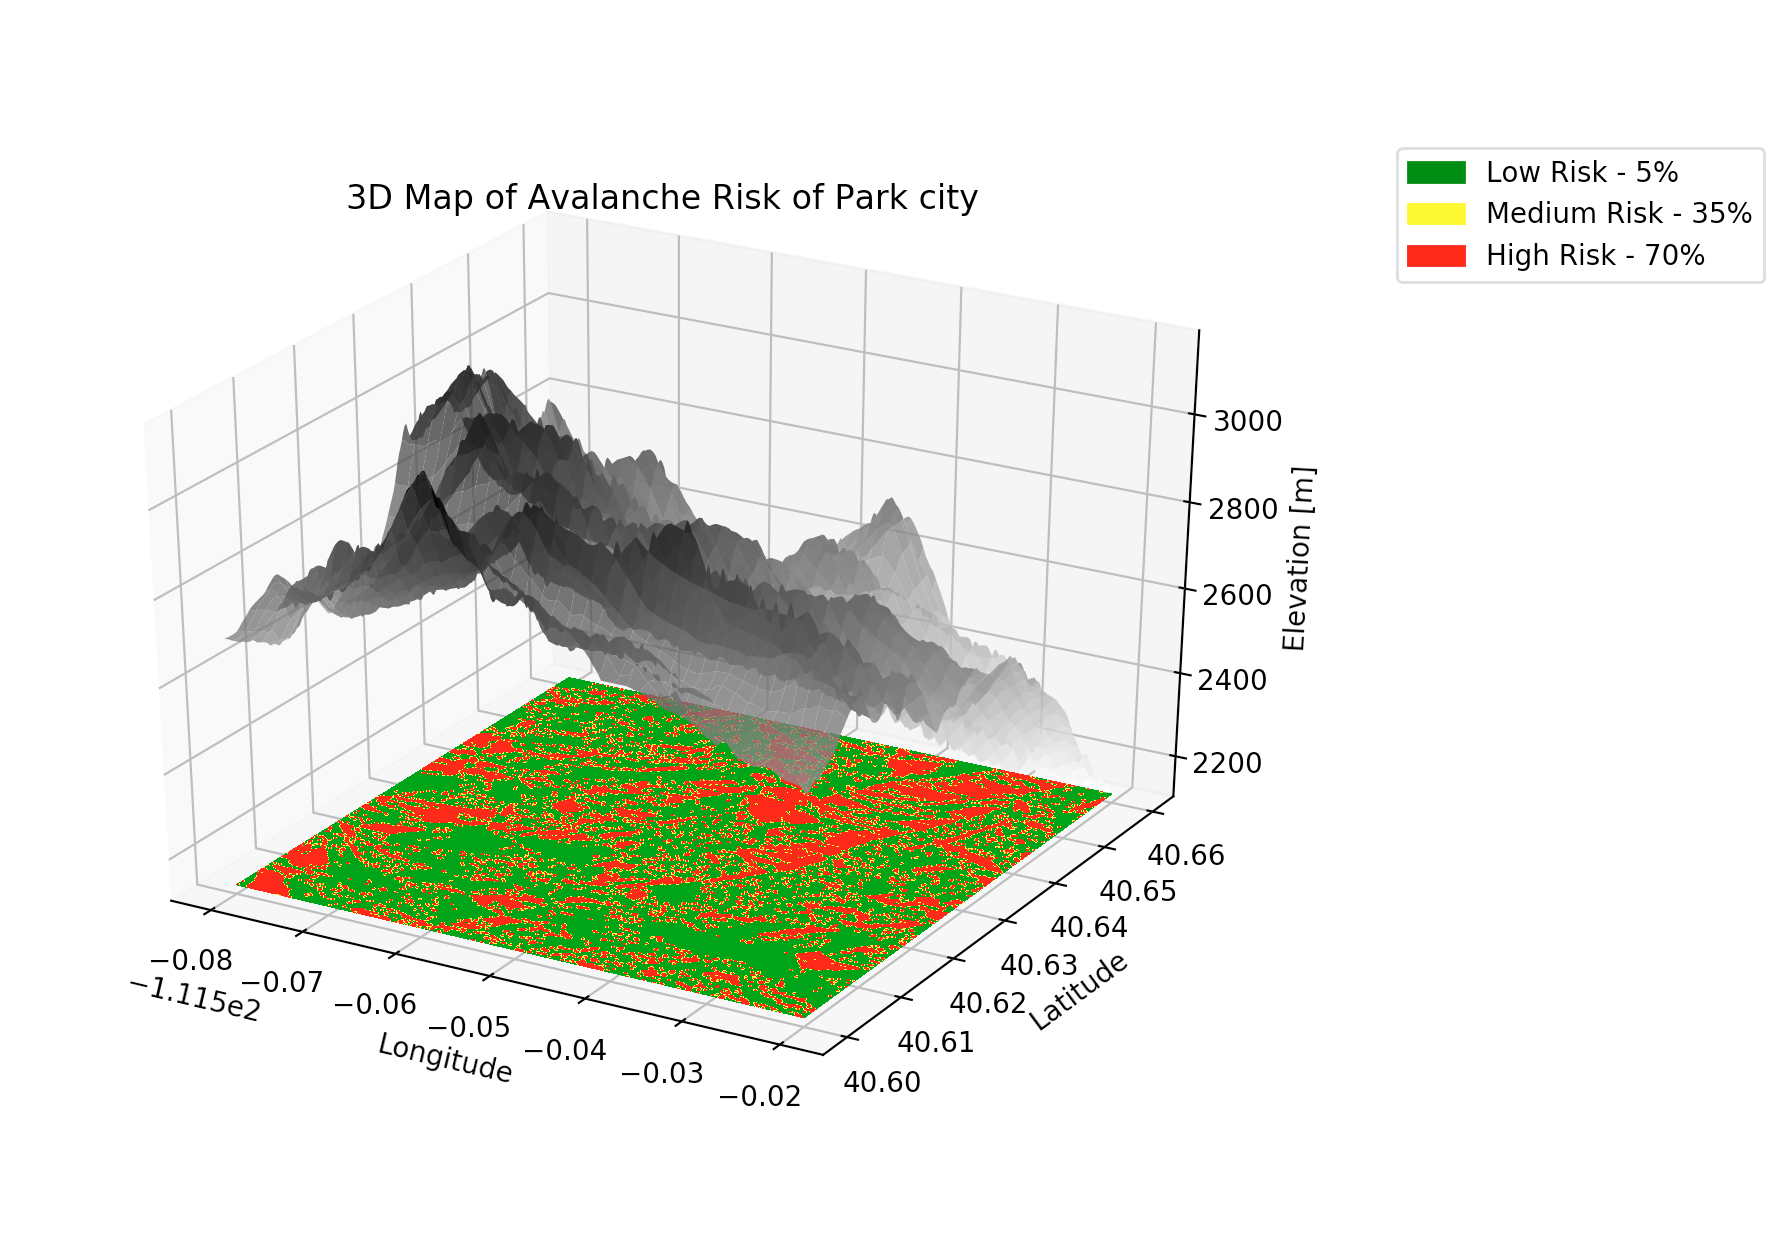 3D Map of Avalanche Risk of Park city
Low Risk - 5%
Medium Risk - 35%
High Risk - 70%
3000
2800
2600
2400
2200
Elevation [m]
40.66
40.65
40.64
40.63
40.62
40.61
40.60
Latitude
−0.08
−0.07
−0.06
−0.05
−0.04
−0.03
−0.02
−1.115e2
Longitude